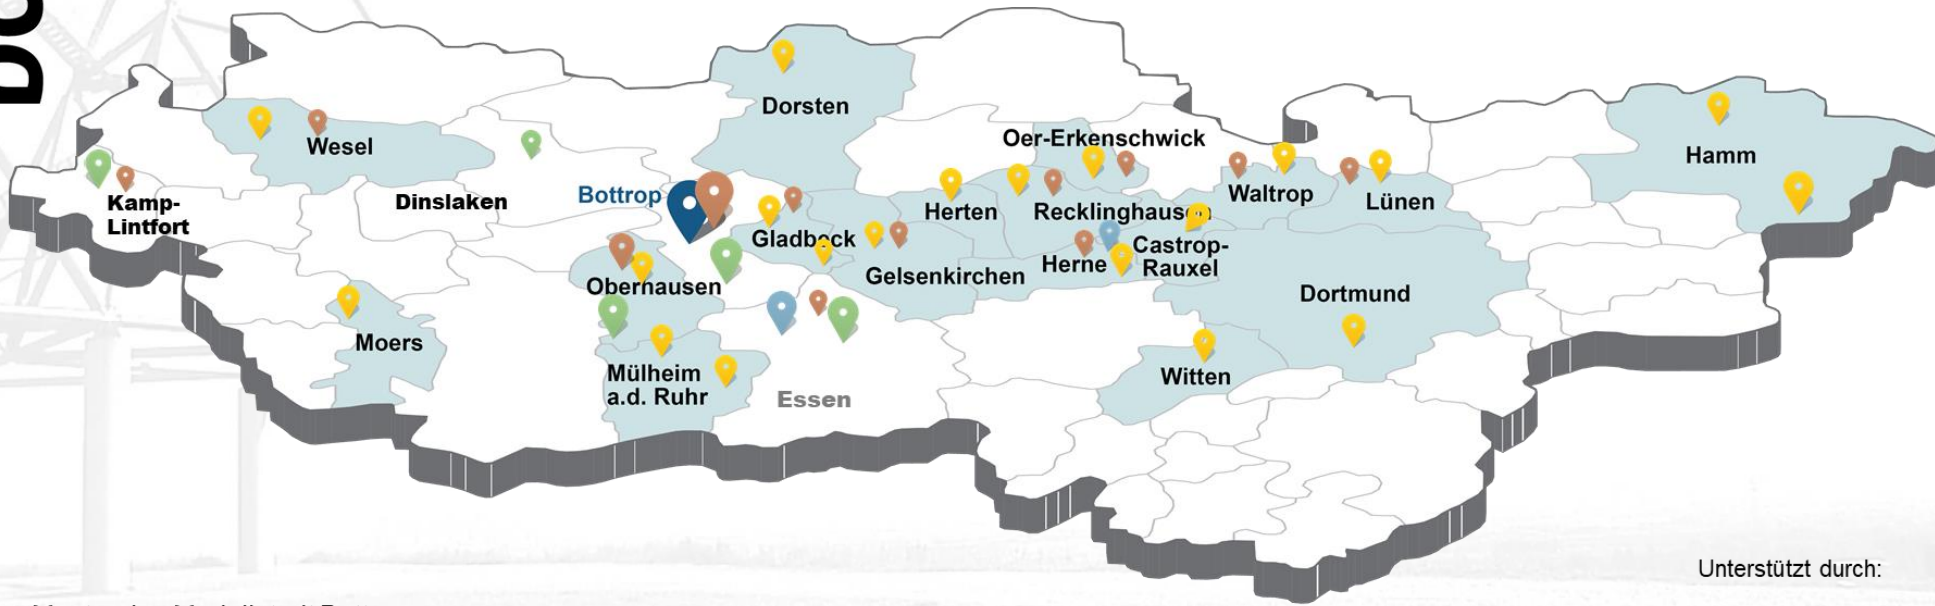 Dorsten
Oer-Erkenschwick
Wesel
Hamm
Bottrop
Waltrop
Kamp-
Lintfort
Dinslaken
Herten
Recklinghausen
Lünen
Gladbeck
Castrop-
Rauxel
Herne
Gelsenkirchen
Oberhausen
Dortmund
Moers
Mülheim
a.d. Ruhr
Witten
Essen
Unterstützt durch: